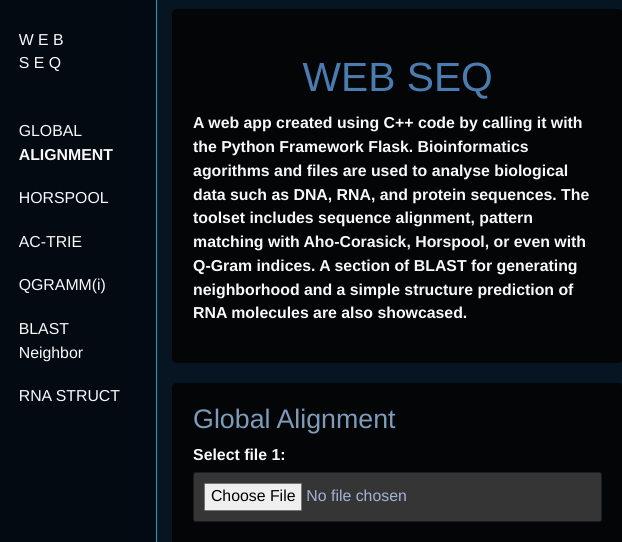 W E B
S E Q
GLOBAL
ALIGNMENT
HORSPOOL
AC-TRIE
QGRAMM(i)
BLAST
Neighbor
RNA STRUCT
WEB SEQ
A web app created using C++ code by calling it with
the Python Framework Flask. Bioinformatics
agorithms and files are used to analyse biological
data such as DNA, RNA, and protein sequences. The
toolset includes sequence alignment, pattern
matching with Aho-Corasick, Horspool, or even with
Q-Gram indices. A section of BLAST for generating
neighborhood and a simple structure prediction of
RNA molecules are also showcased.
Global Alignment
Select file 1:
Choose File No file chosen